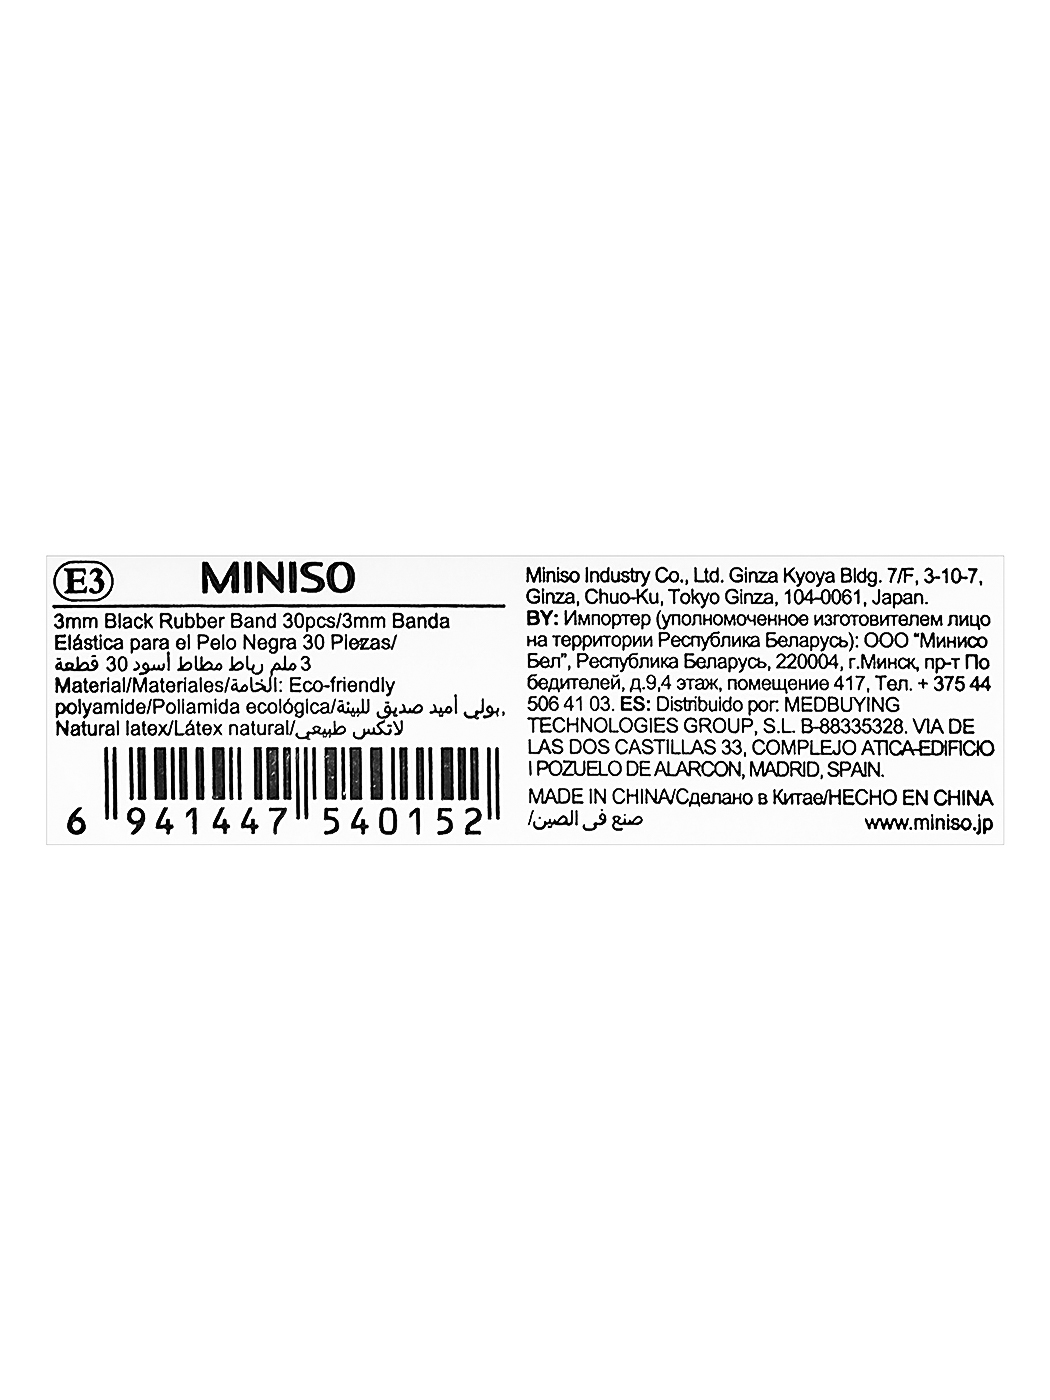 E3 MINISO
3mm Black Rubber Band 30pcs/3mm Banda
Elástica para el Pelo Negra 30 Piezas/
3 ملم رباط مطاط أسود 30 قطعة
Material/Materiales/الخامة: Eco-friendly
polyamide/Poliamida ecológica/بولي أميد صديق للبيئة,
Natural latex/Látex natural/لاتكس طبيعي
6 941447 540152
Miniso Industry Co., Ltd. Ginza Kyoya Bldg. 7/F, 3-10-7,
Ginza, Chuo-Ku, Tokyo Ginza, 104-0061, Japan.
BY: Импортер (уполномоченное изготовителем лицо
на территории Республика Беларусь): ООО "Минисо
Бел", Республика Беларусь, 220004, г.Минск, пр-т По
бедителей, д.9,4 этаж, помещение 417, Тел. + 375 44
506 41 03. ES: Distribuido por: MEDBUYING
TECHNOLOGIES GROUP, S.L. B-88335328. VIA DE
LAS DOS CASTILLAS 33, COMPLEJO ATICA-EDIFICIO
I POZUELO DE ALARCON, MADRID, SPAIN.
MADE IN CHINA/Сделано в Китае/HECHO EN CHINA
/صنع في الصين www.miniso.jp